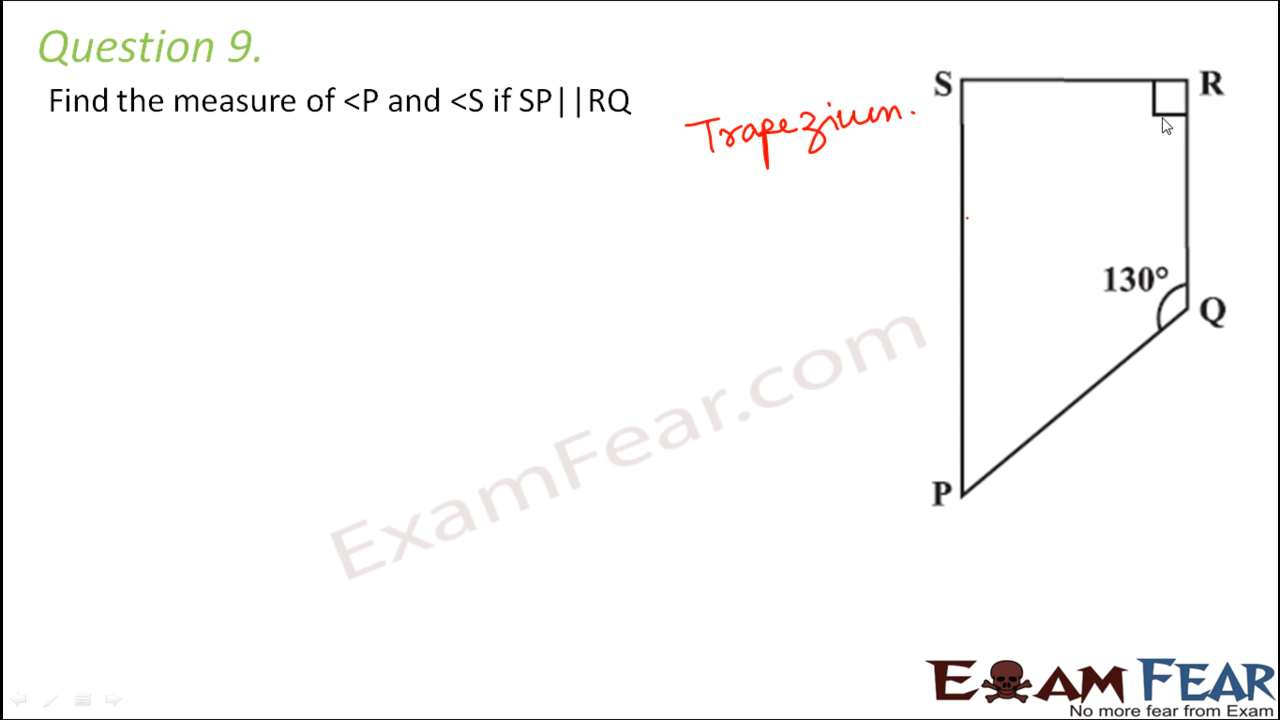 Question 9.
Find the measure of <P and <S if SP||RQ
Trapezium.
S
R
130°
Q
P
ExamFear.com
EXAM FEAR
No more fear from Exam